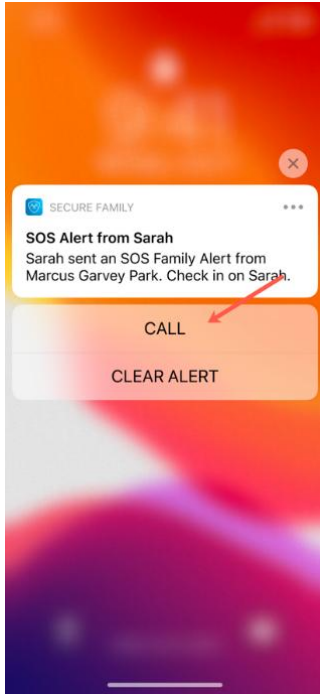 SECURE FAMILY
SOS Alert from Sarah
Sarah sent an SOS Family Alert from
Marcus Garvey Park. Check in on Sarah.
CALL
CLEAR ALERT